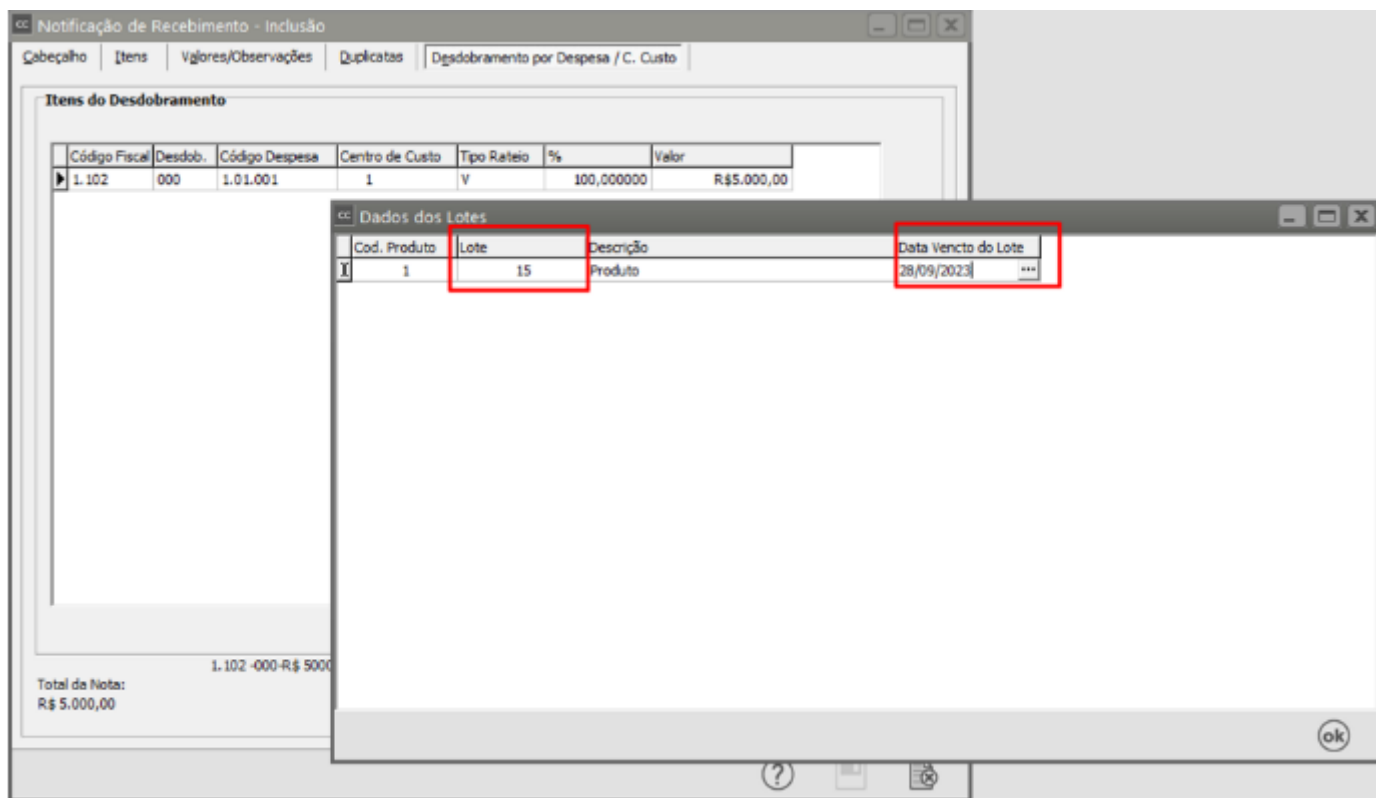 cc Notificação de Recebimento - Inclusão
Cabeçalho Itens Valores/Observações Duplicatas Desdobramento por Despesa / C. Custo
Itens do Desdobramento
Código Fiscal Desdob. Código Despesa Centro de Custo Tipo Rateio % Valor
1.102 000 1.01.001 1 V 100,000000 R$5.000,00
cc Dados dos Lotes
Cod. Produto Lote Descrição Data Vencto do Lote
1 15 Produto 28/09/2023 ...
1.102 -000-R$ 5000
Total da Nota:
R$ 5.000,00
ok
?